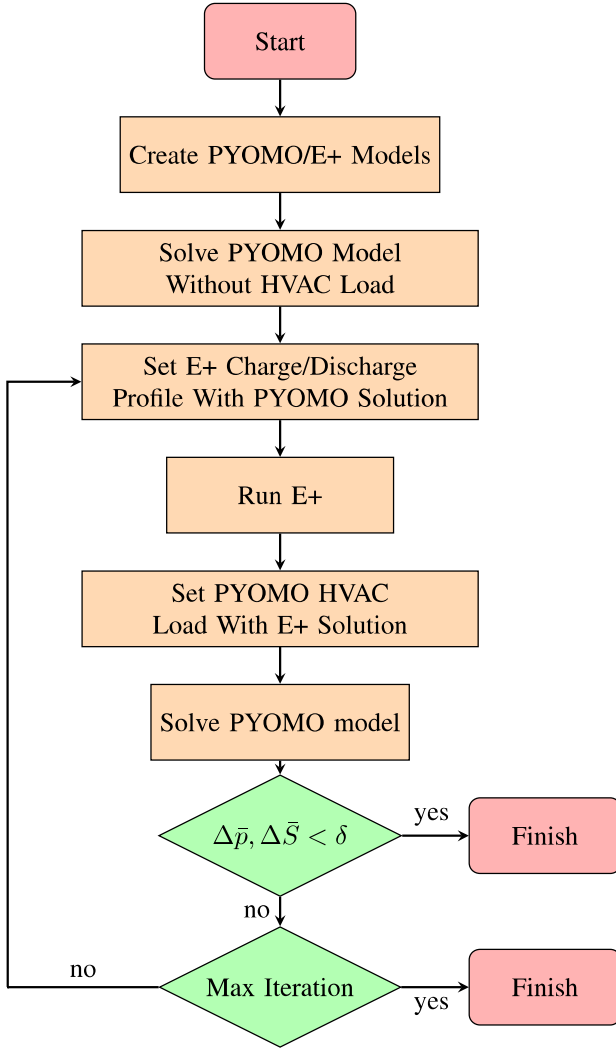 Start
Create PYOMO/E+ Models
Solve PYOMO Model
Without HVAC Load
Set E+ Charge/Discharge
Profile With PYOMO Solution
Run E+
Set PYOMO HVAC
Load With E+ Solution
Solve PYOMO model
Δp̄, ΔS̄ < δ
yes
Finish
no
Max Iteration
no
yes
Finish